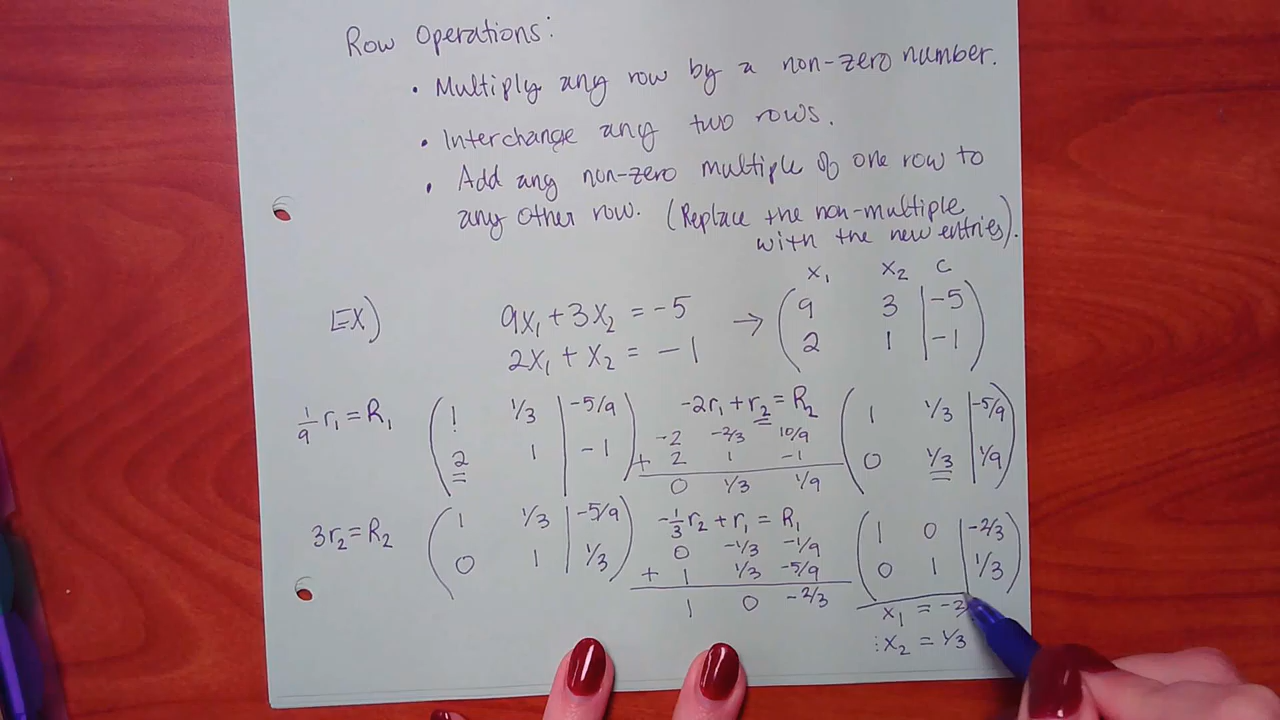 Row Operations:
• Multiply any row by a non-zero number.
• Interchange any two rows.
• Add any non-zero multiple of one row to
any other row. (Replace the non-multiple
with the new entries).
x₁ x₂ c
EX) 9x₁ + 3x₂ = -5 → ( 9 3 | -5 )
2x₁ + x₂ = -1 ( 2 1 | -1 )
1/9 r₁ = R₁ ( 1 1/3 | -5/9 ) -2r₁ + r₂ = R₂ ( 1 1/3 | -5/9 )
( 2 1 | -1 ) -2 -2/3 10/9 ( 0 1/3 | 1/9 )
+ 2 1 -1
0 1/3 1/9
3r₂ = R₂ ( 1 1/3 | -5/9 ) -1/3 r₂ + r₁ = R₁ ( 1 0 | -2/3 )
( 0 1 | 1/3 ) 0 -1/3 -1/9 ( 0 1 | 1/3 )
+ 1 1/3 -5/9
1 0 -2/3
x₁ = -2
x₂ = 1/3